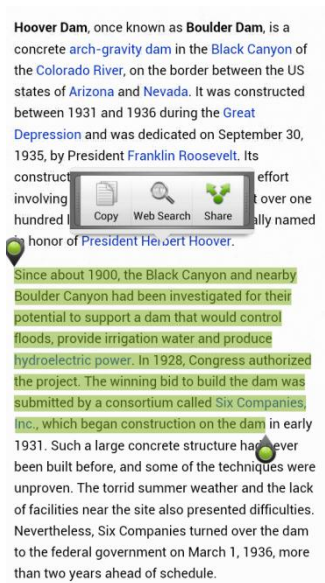 Hoover Dam, once known as Boulder Dam, is a
concrete arch-gravity dam in the Black Canyon of
the Colorado River, on the border between the US
states of Arizona and Nevada. It was constructed
between 1931 and 1936 during the Great
Depression and was dedicated on September 30,
1935, by President Franklin Roosevelt. Its
construct effort
involving t over one
Copy Web Search Share
hundred l ally named
honor of President Herbert Hoover.
Since about 1900, the Black Canyon and nearby
Boulder Canyon had been investigated for their
potential to support a dam that would control
floods, provide irrigation water and produce
hydroelectric power. In 1928, Congress authorized
the project. The winning bid to build the dam was
submitted by a consortium called Six Companies,
Inc., which began construction on the dam in early
1931. Such a large concrete structure had ever
been built before, and some of the techniques were
unproven. The torrid summer weather and the lack
of facilities near the site also presented difficulties.
Nevertheless, Six Companies turned over the dam
to the federal government on March 1, 1936, more
than two years ahead of schedule.